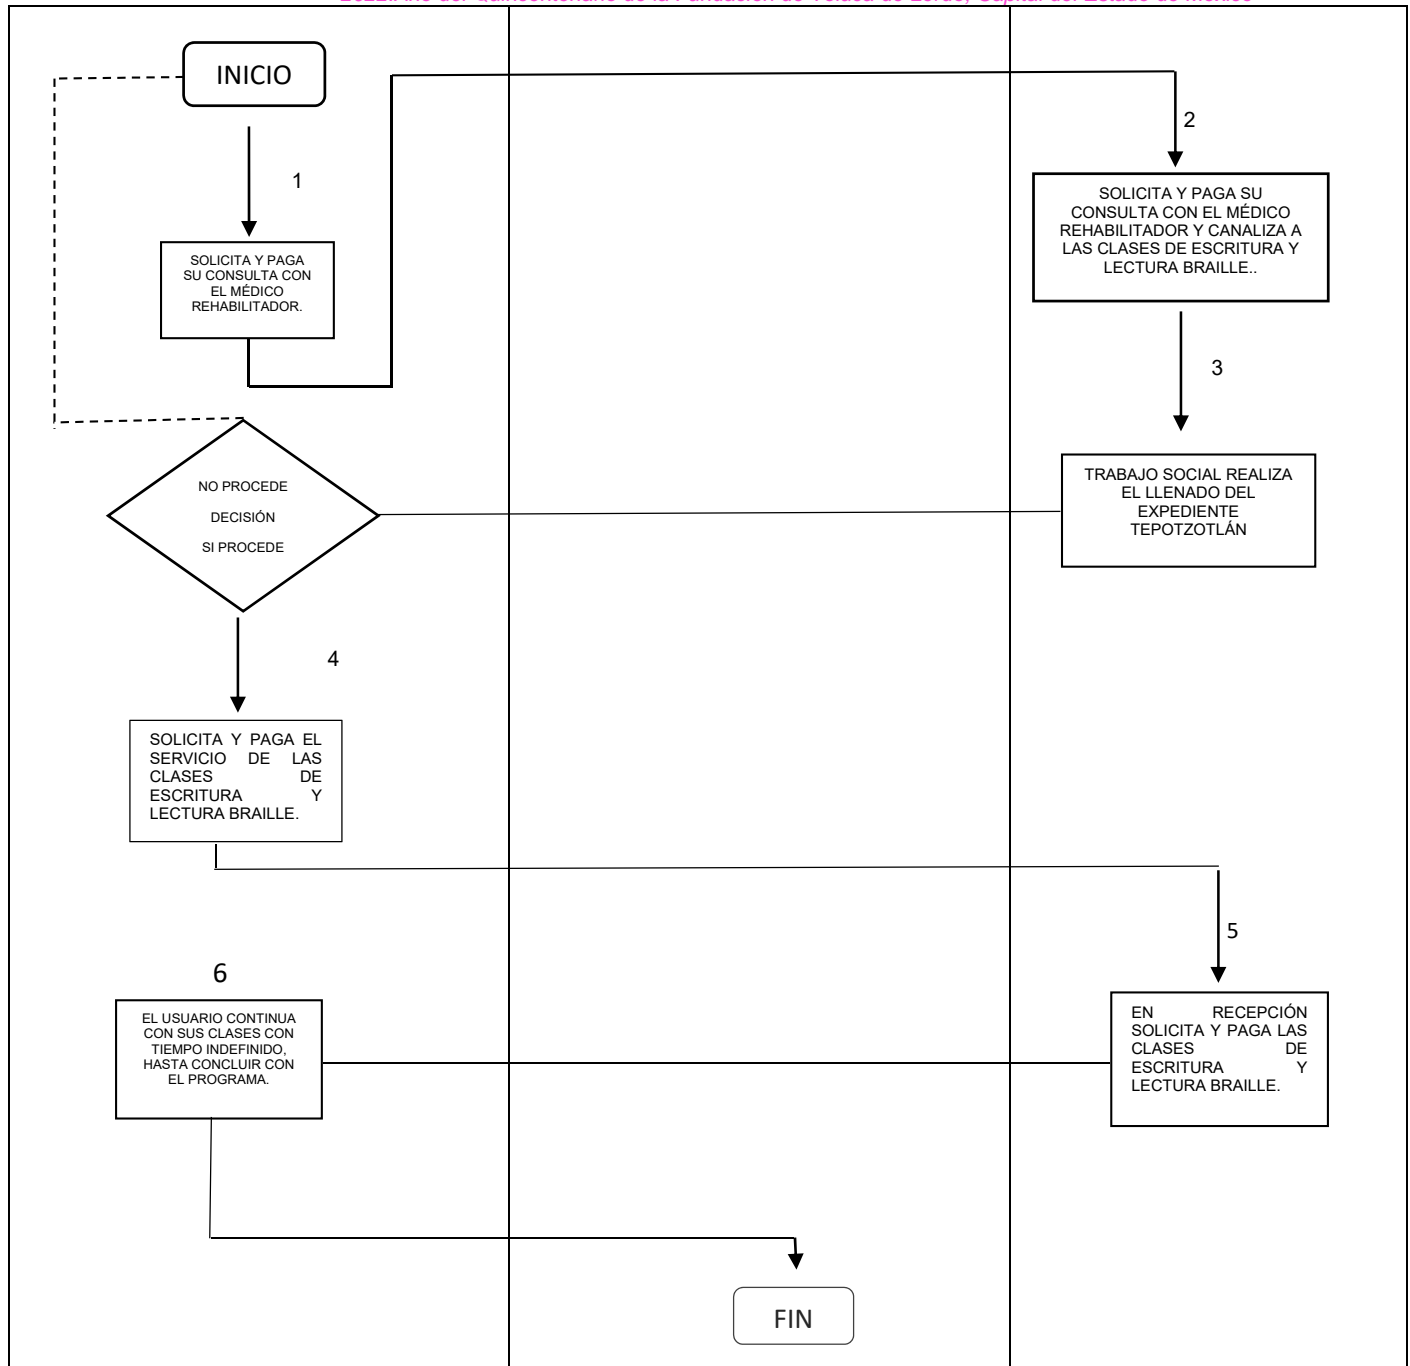 INICIO
1
2
SOLICITA Y PAGA
SU CONSULTA CON
EL MÉDICO
REHABILITADOR.
SOLICITA Y PAGA SU
CONSULTA CON EL MÉDICO
REHABILITADOR Y CANALIZA A
LAS CLASES DE ESCRITURA Y
LECTURA BRAILLE..
3
NO PROCEDE
DECISIÓN
SI PROCEDE
TRABAJO SOCIAL REALIZA
EL LLENADO DEL
EXPEDIENTE
TEPOTZOTLÁN
4
SOLICITA Y PAGA EL
SERVICIO DE LAS
CLASES DE
ESCRITURA Y
LECTURA BRAILLE.
5
6
EL USUARIO CONTINUA
CON SUS CLASES CON
TIEMPO INDEFINIDO,
HASTA CONCLUIR CON
EL PROGRAMA.
EN RECEPCIÓN
SOLICITA Y PAGA LAS
CLASES DE
ESCRITURA Y
LECTURA BRAILLE.
FIN